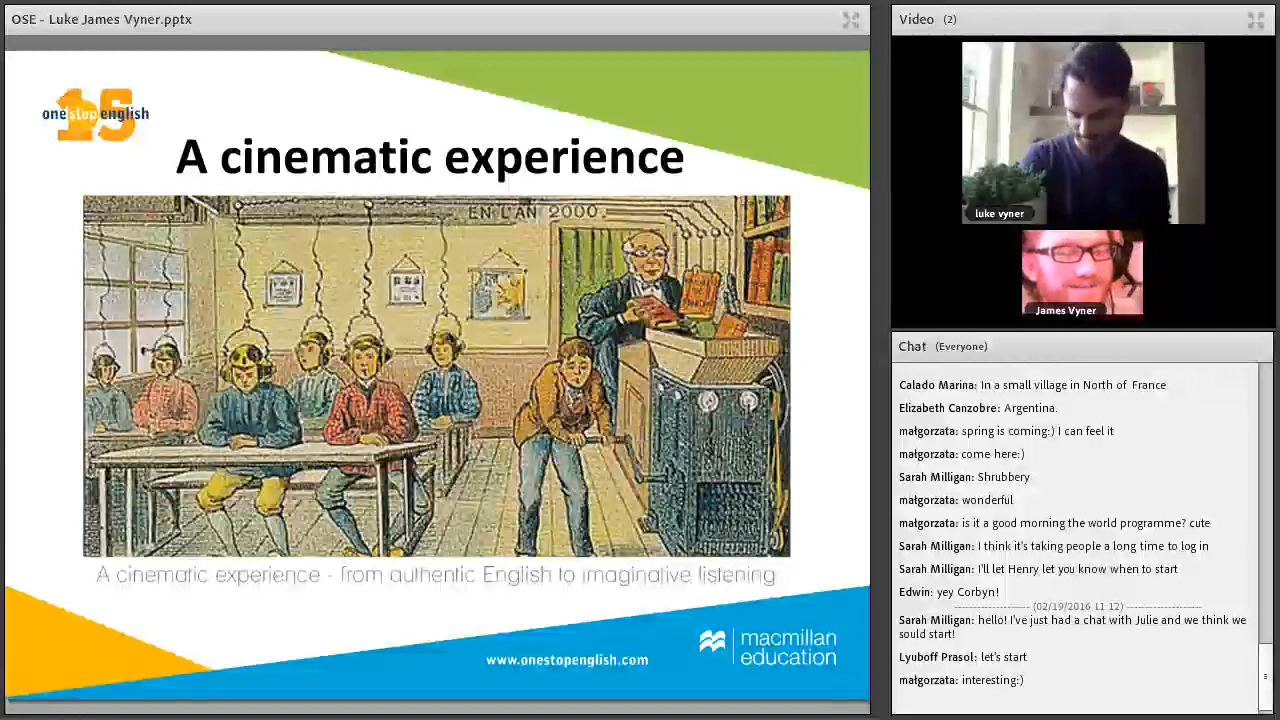 OSE - Luke James Vyner.pptx
one stop english
15
A cinematic experience
EN L'AN 2000.
A cinematic experience - from authentic English to imaginative listening
www.onestopenglish.com
macmillan
education
Video (2)
luke vyner
James Vyner
Chat (Everyone)
Calado Marina: In a small village in North of France
Elizabeth Canzobre: Argentina.
małgorzata: spring is coming:) I can feel it
małgorzata: come here:)
Sarah Milligan: Shrubbery
małgorzata: wonderful
małgorzata: is it a good morning the world programme? cute
Sarah Milligan: I think it's taking people a long time to log in
Sarah Milligan: I'll let Henry let you know when to start
Edwin: yey Corbyn!
(02/19/2016 11:12)
Sarah Milligan: hello! I've just had a chat with Julie and we think we
sould start!
Lyuboff Prasol: let's start
małgorzata: interesting:)